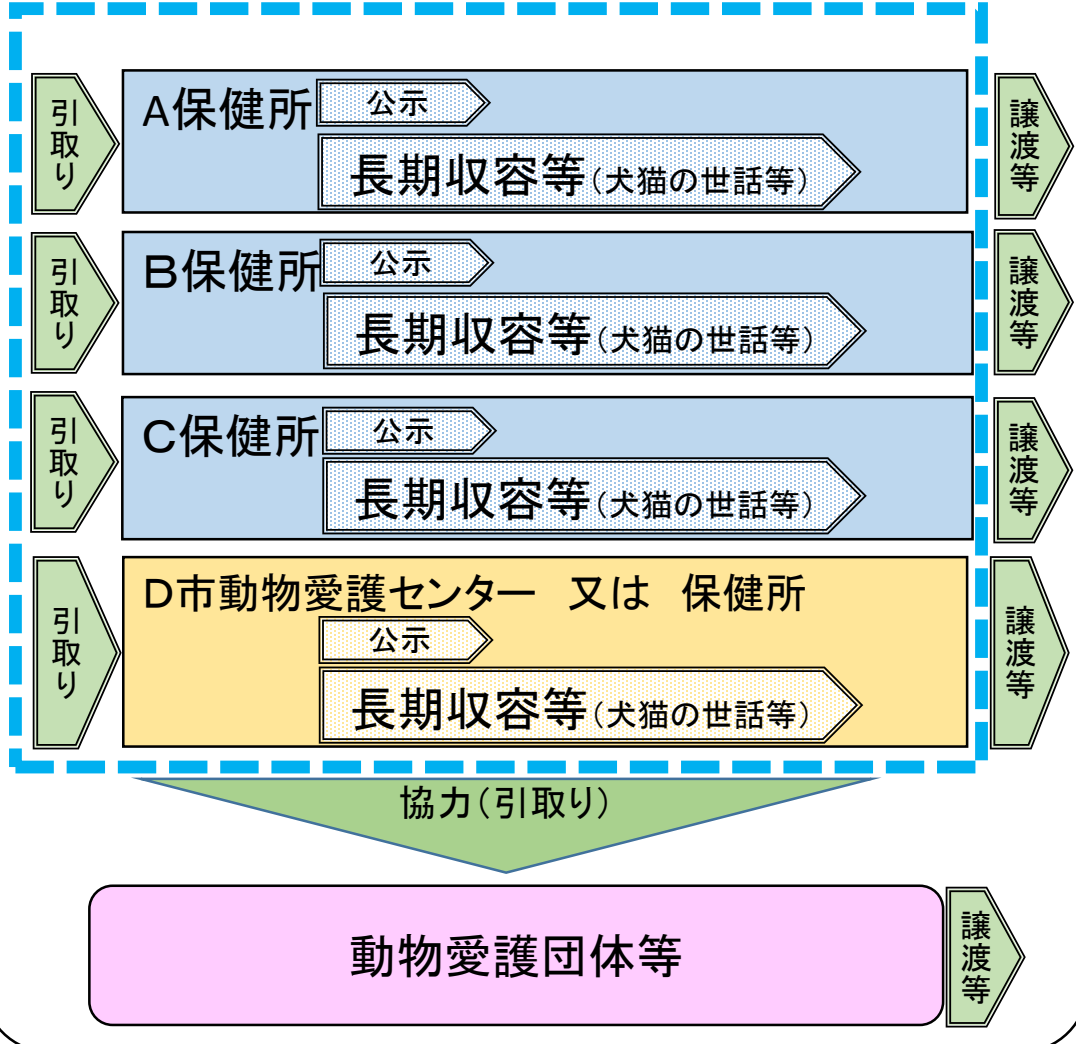 引取り
A保健所
公示
長期収容等(犬猫の世話等)
譲渡等
引取り
B保健所
公示
長期収容等(犬猫の世話等)
譲渡等
引取り
C保健所
公示
長期収容等(犬猫の世話等)
譲渡等
引取り
D市動物愛護センター 又は 保健所
公示
長期収容等(犬猫の世話等)
譲渡等
協力(引取り)
動物愛護団体等
譲渡等